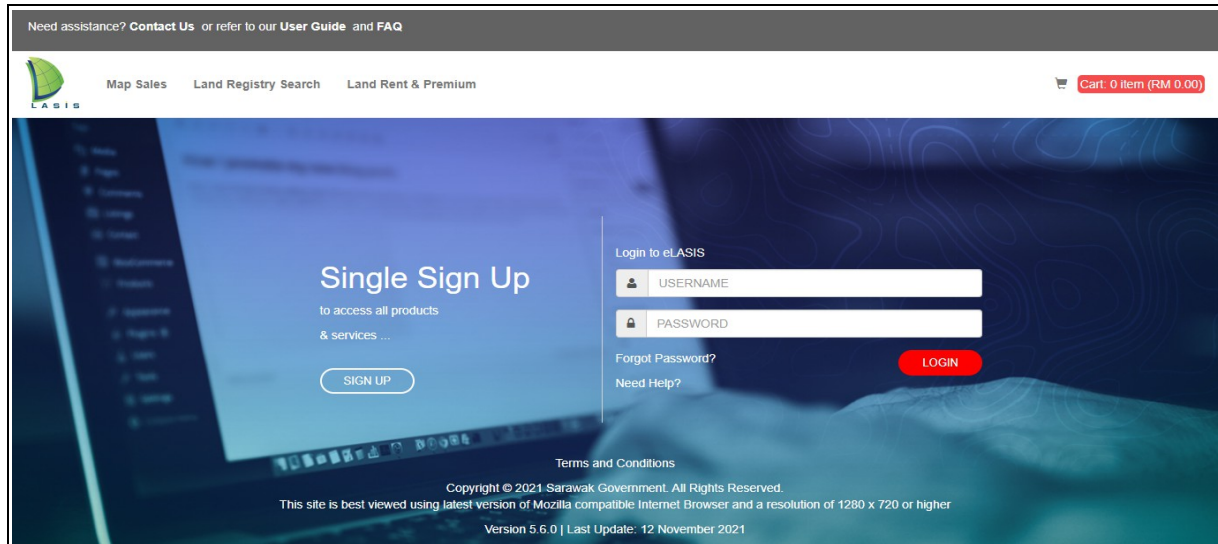 Need assistance? Contact Us or refer to our User Guide and FAQ
LASIS
Map Sales Land Registry Search Land Rent & Premium
Cart: 0 item (RM 0.00)
Single Sign Up
to access all products
& services ...
SIGN UP
Login to eLASIS
USERNAME
PASSWORD
Forgot Password?
LOGIN
Need Help?
Terms and Conditions
Copyright © 2021 Sarawak Government. All Rights Reserved.
This site is best viewed using latest version of Mozilla compatible Internet Browser and a resolution of 1280 x 720 or higher
Version 5.6.0 | Last Update: 12 November 2021